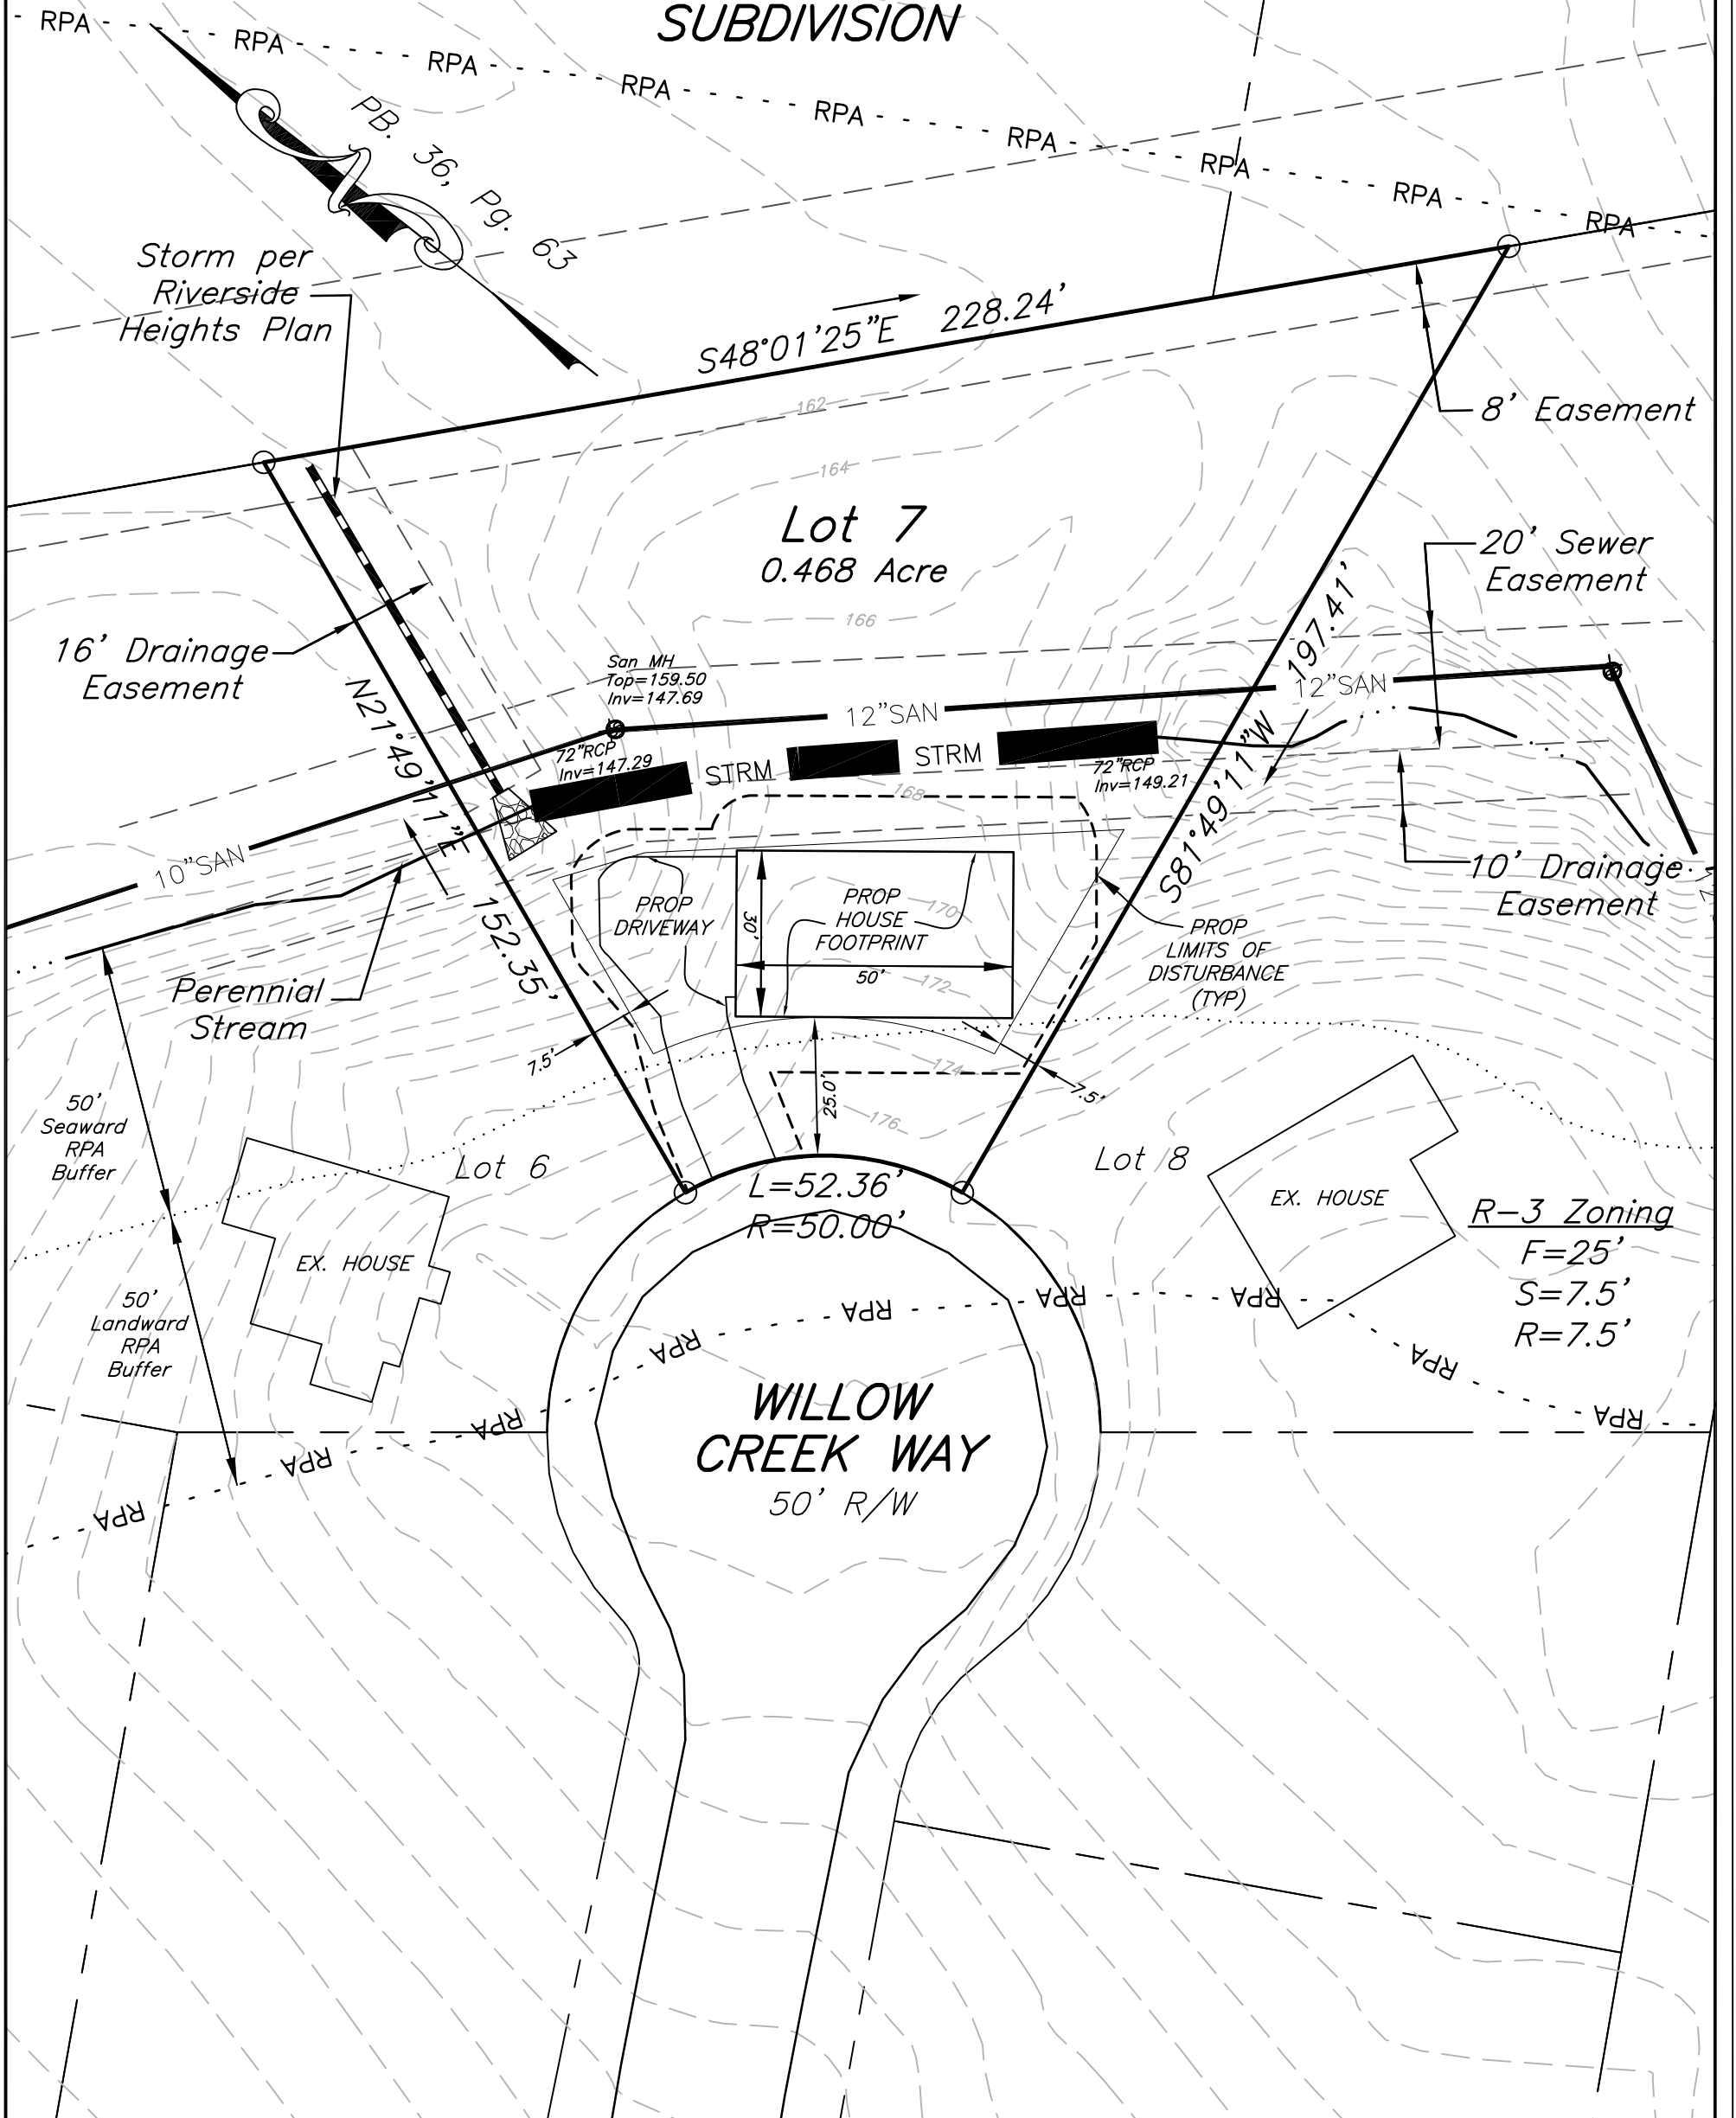 SUBDIVISION
RPA
RPA
RPA
RPA
RPA
RPA
RPA
RPA
RPA
PB. 36, Pg. 63
Storm per
Riverside
Heights Plan
S48°01'25"E 228.24'
8' Easement
162
164
Lot 7
0.468 Acre
166
20' Sewer
Easement
16' Drainage
Easement
San MH
Top=159.50
Inv=147.69
N21°49'11"E 152.35'
S81°49'11"W 197.41'
12"SAN
12"SAN
72"RCP
Inv=147.29
STRM
STRM
72"RCP
Inv=149.21
168
10"SAN
10' Drainage
Easement
PROP
DRIVEWAY
30'
PROP
HOUSE
FOOTPRINT
50'
170
172
PROP
LIMITS OF
DISTURBANCE
(TYP)
Perennial
Stream
7.5'
7.5'
25.0'
174
176
50'
Seaward
RPA
Buffer
Lot 6
Lot 8
L=52.36'
R=50.00'
EX. HOUSE
EX. HOUSE
R-3 Zoning
F=25'
S=7.5'
R=7.5'
50'
Landward
RPA
Buffer
RPA
RPA
RPA
RPA
RPA
RPA
RPA
RPA
RPA
WILLOW
CREEK WAY
50' R/W